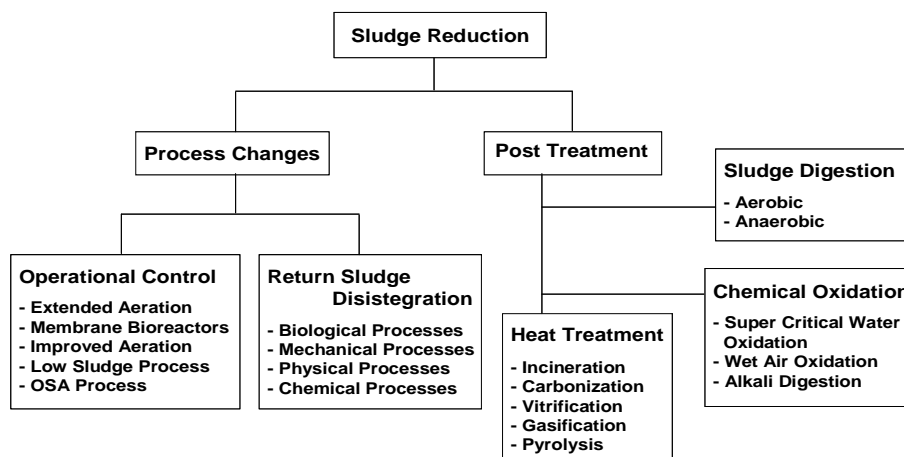 Sludge Reduction
Process Changes
Post Treatment
Operational Control
- Extended Aeration
- Membrane Bioreactors
- Improved Aeration
- Low Sludge Process
- OSA Process
Return Sludge
Disistegration
- Biological Processes
- Mechanical Processes
- Physical Processes
- Chemical Processes
Sludge Digestion
- Aerobic
- Anaerobic
Heat Treatment
- Incineration
- Carbonization
- Vitrification
- Gasification
- Pyrolysis
Chemical Oxidation
- Super Critical Water
Oxidation
- Wet Air Oxidation
- Alkali Digestion